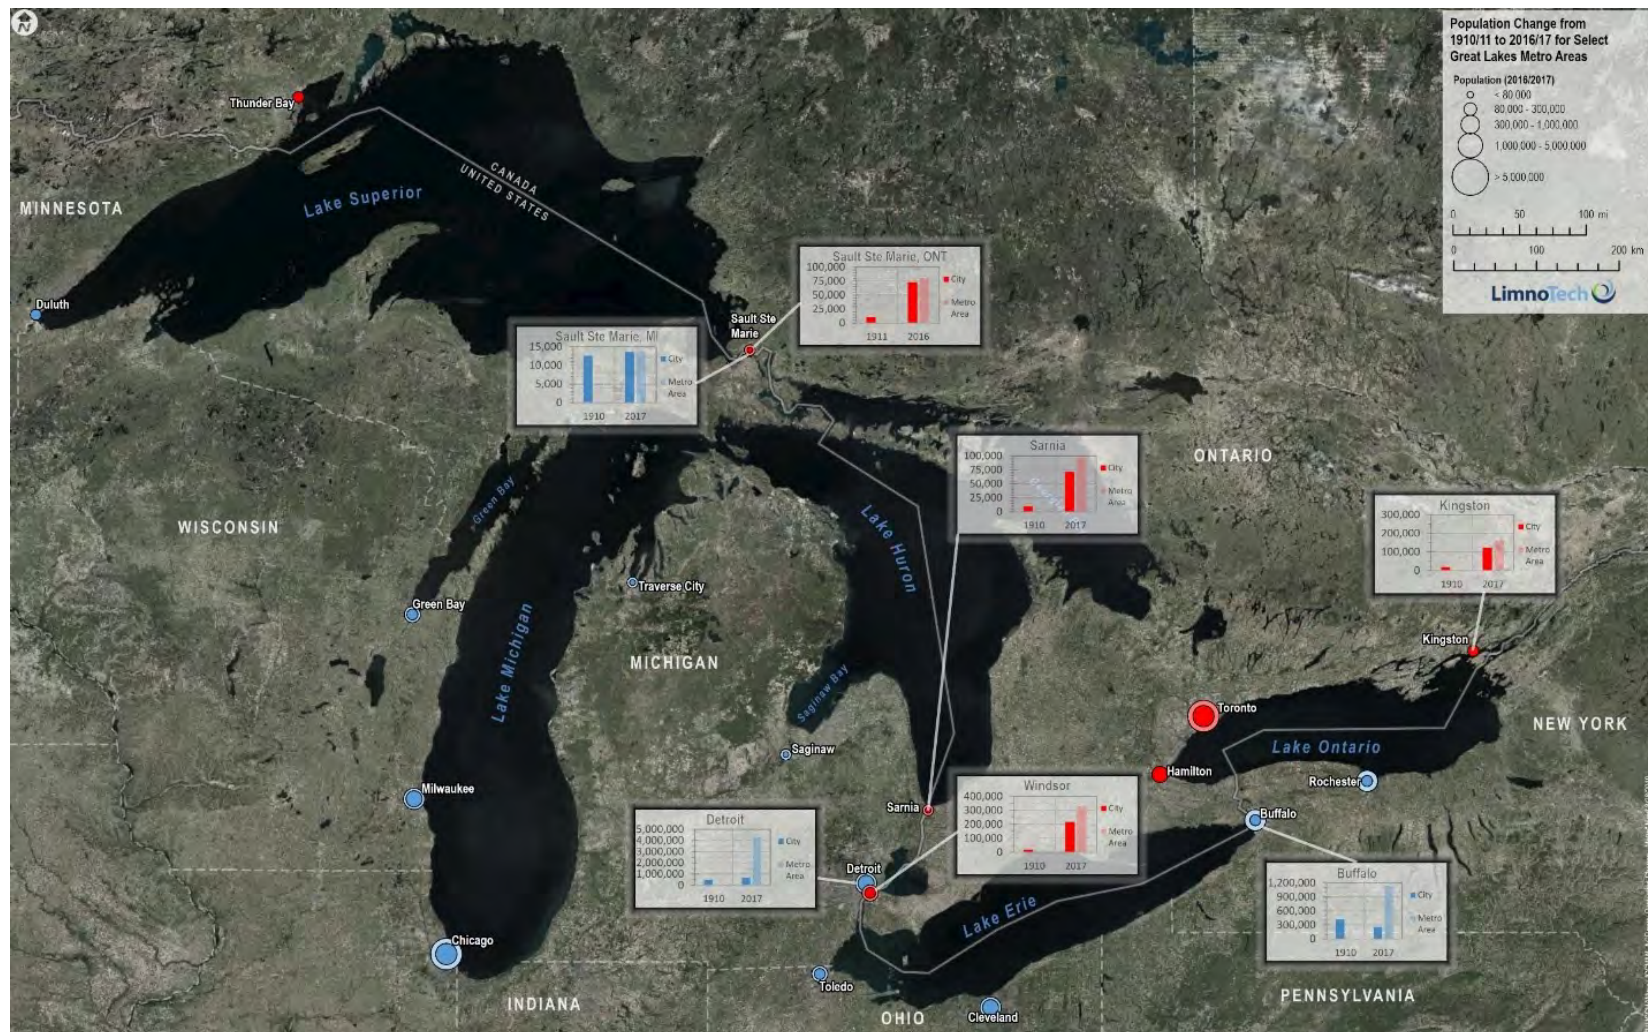 N
Population Change from
1910/11 to 2016/17 for Select
Great Lakes Metro Areas
Population (2016/2017)
< 80,000
80,000 - 300,000
300,000 - 1,000,000
1,000,000 - 5,000,000
> 5,000,000
0 50 100 mi
0 100 200 km
LimnoTech
Thunder Bay
CANADA
UNITED STATES
Lake Superior
MINNESOTA
Duluth
Sault Ste Marie, ONT
100,000
75,000
50,000
25,000
0
1911 2016
City
Metro
Area
Sault Ste
Marie
Sault Ste Marie, MI
15,000
10,000
5,000
0
1910 2017
City
Metro
Area
Sarnia
100,000
75,000
50,000
25,000
0
1910 2017
City
Metro
Area
ONTARIO
Kingston
300,000
200,000
100,000
0
1910 2017
City
Metro
Area
Green Bay
WISCONSIN
Lake Huron
Traverse City
Green Bay
Lake Michigan
MICHIGAN
Kingston
Saginaw Bay
Toronto
NEW YORK
Lake Ontario
Saginaw
Hamilton
Rochester
Milwaukee
Sarnia
Buffalo
Windsor
400,000
300,000
200,000
100,000
0
1910 2017
City
Metro
Area
Detroit
5,000,000
4,000,000
3,000,000
2,000,000
1,000,000
0
1910 2017
City
Metro
Area
Detroit
Buffalo
1,200,000
900,000
600,000
300,000
0
1910 2017
City
Metro
Area
Lake Erie
Chicago
Toledo
INDIANA
OHIO
Cleveland
PENNSYLVANIA